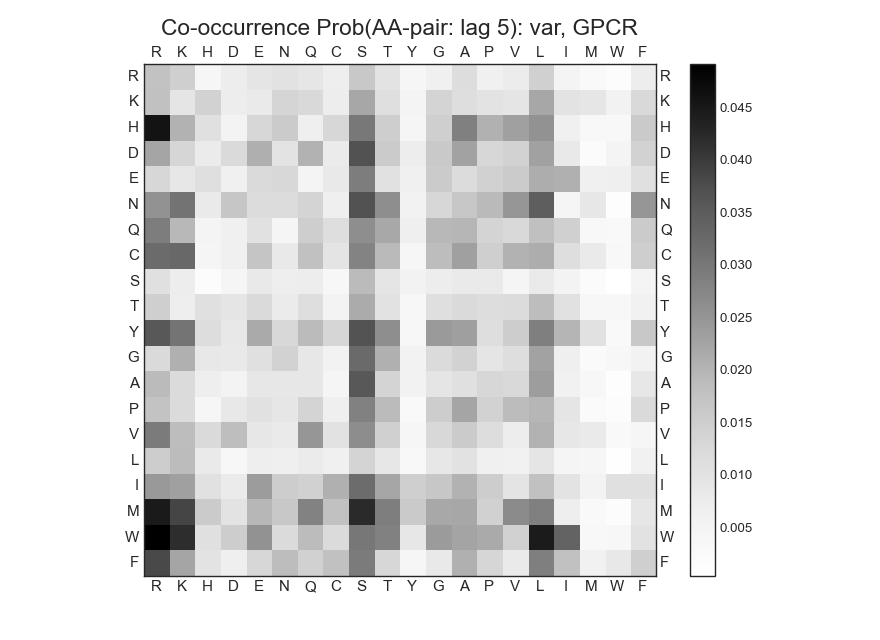 Co-occurrence Prob(AA-pair: lag 5): var, GPCR
R K H D E N Q C S T Y G A P V L I M W F
R R
K K
H H
D D
E E
N N
Q Q
C C
S S
T T
Y Y
G G
A A
P P
V V
L L
I I
M M
W W
F F
R K H D E N Q C S T Y G A P V L I M W F
0.045
0.040
0.035
0.030
0.025
0.020
0.015
0.010
0.005